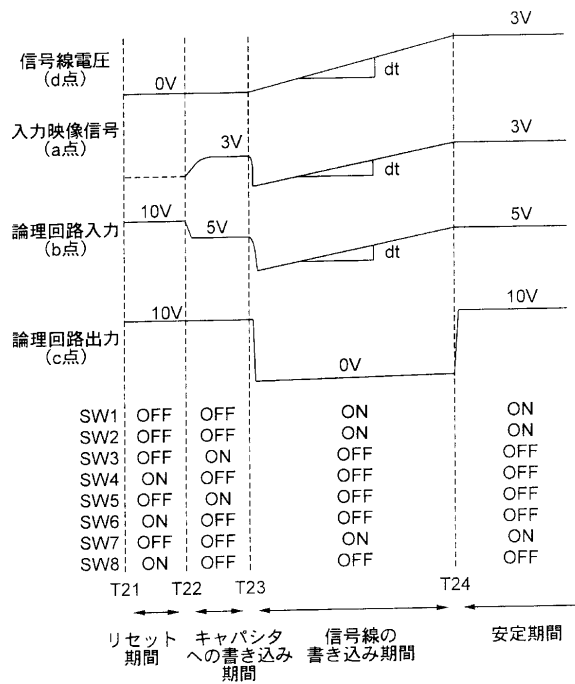 3V
信号線電圧
(d点)
0V
dt
入力映像信号
(a点)
3V
3V
dt
論理回路入力
(b点)
10V
5V
5V
dt
論理回路出力
(c点)
10V
0V
10V
SW1 OFF OFF ON ON
SW2 OFF OFF ON ON
SW3 OFF ON OFF OFF
SW4 ON OFF OFF OFF
SW5 OFF ON OFF OFF
SW6 ON OFF OFF OFF
SW7 OFF OFF ON ON
SW8 ON OFF OFF OFF
T21 T22 T23 T24
リセット キャパシタ 信号線の 安定期間
期間 への書き込み 書き込み期間
期間